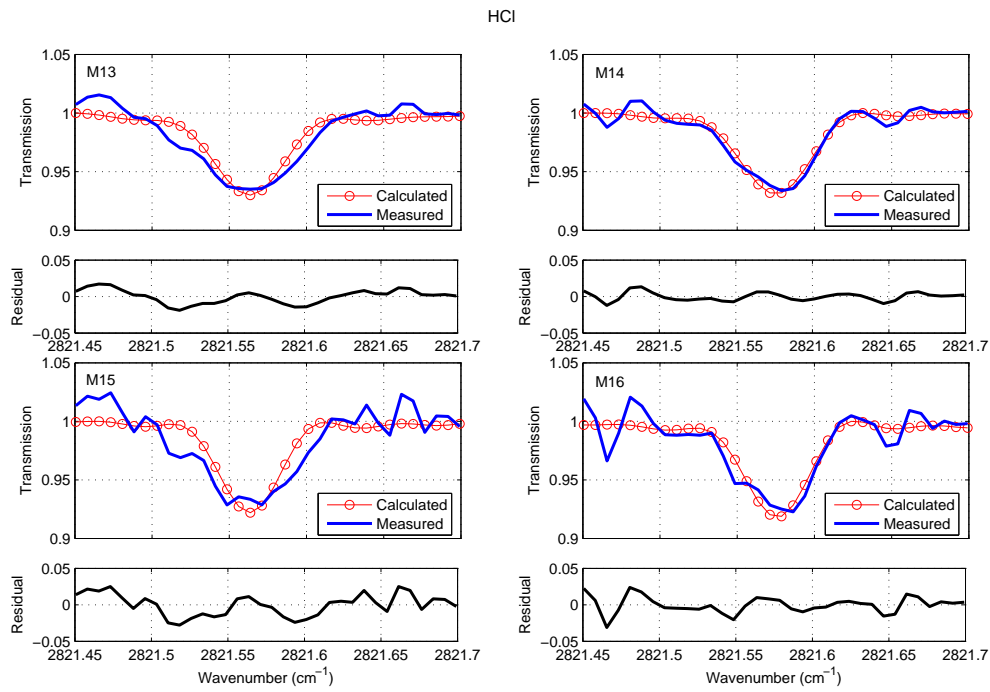 HCl
1.05
1
0.95
0.9
Transmission
M13
Calculated
Measured
1.05
1
0.95
0.9
Transmission
M14
Calculated
Measured
0.05
0
−0.05
Residual
2821.45 2821.5 2821.55 2821.6 2821.65 2821.7
0.05
0
−0.05
Residual
2821.45 2821.5 2821.55 2821.6 2821.65 2821.7
1.05
1
0.95
0.9
Transmission
M15
Calculated
Measured
1.05
1
0.95
0.9
Transmission
M16
Calculated
Measured
0.05
0
−0.05
Residual
2821.45 2821.5 2821.55 2821.6 2821.65 2821.7
Wavenumber (cm⁻¹)
0.05
0
−0.05
Residual
2821.45 2821.5 2821.55 2821.6 2821.65 2821.7
Wavenumber (cm⁻¹)